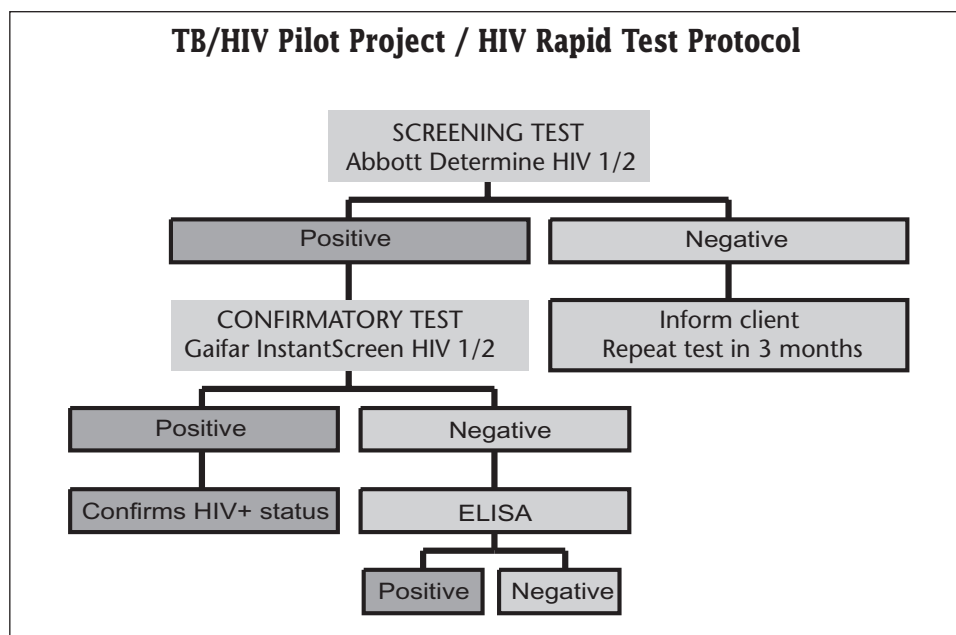 TB/HIV Pilot Project / HIV Rapid Test Protocol
SCREENING TEST
Abbott Determine HIV 1/2
Positive
Negative
CONFIRMATORY TEST
Gaifar InstantScreen HIV 1/2
Inform client
Repeat test in 3 months
Positive
Negative
Confirms HIV+ status
ELISA
Positive
Negative